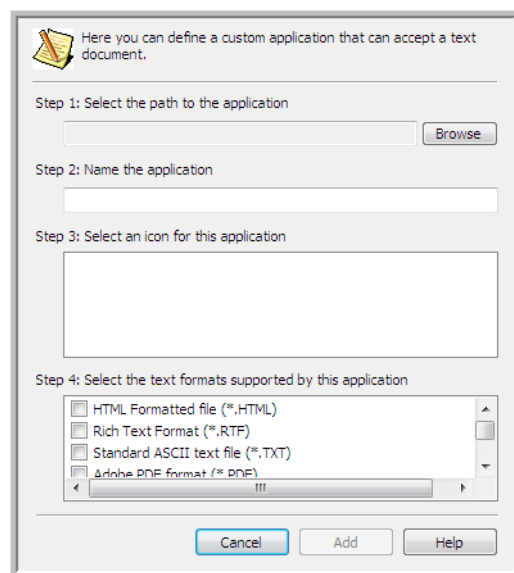 Here you can define a custom application that can accept a text
document.
Step 1: Select the path to the application
Browse
Step 2: Name the application
Step 3: Select an icon for this application
Step 4: Select the text formats supported by this application
HTML Formatted file (*.HTML)
Rich Text Format (*.RTF)
Standard ASCII text file (*.TXT)
Adobe PDF format (*.PDF)
Cancel
Add
Help